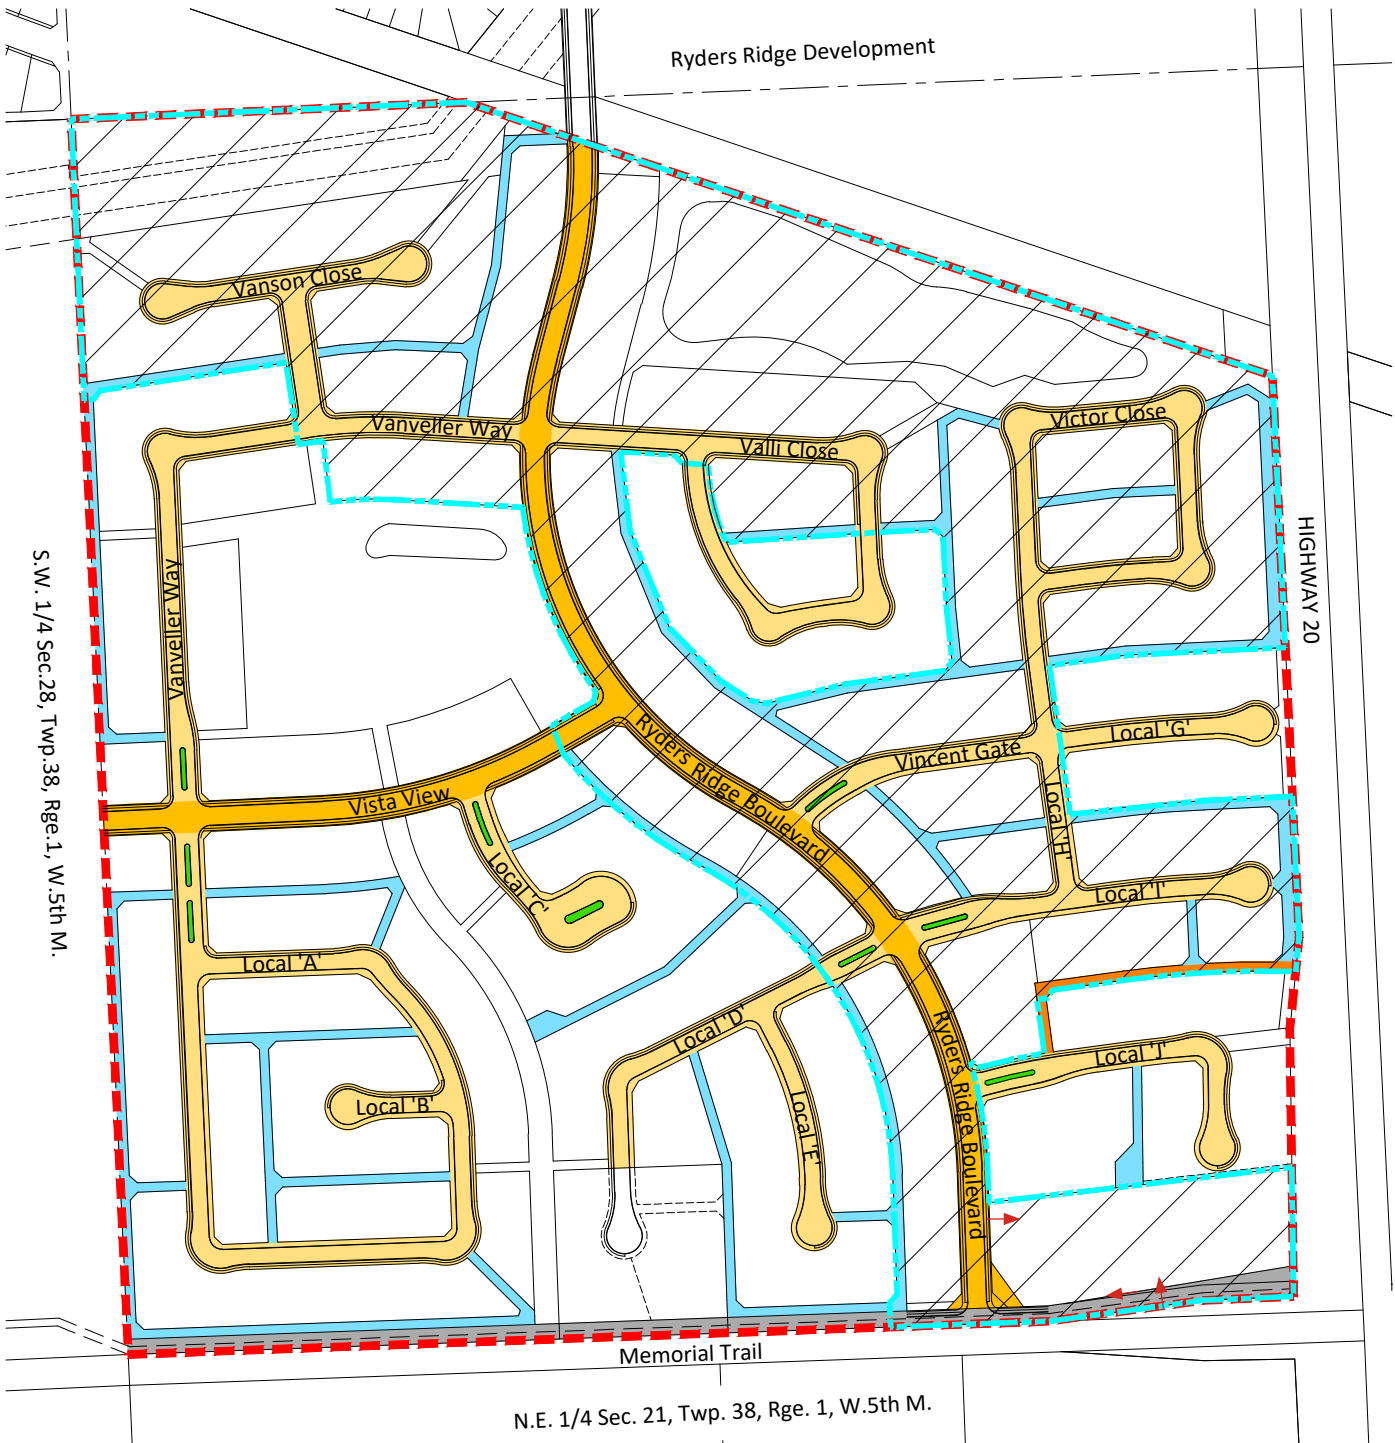 Ryders Ridge Development
Vanson Close
Vanveller Way
Valli Close
Victor Close
HIGHWAY 20
S.W. 1/4 Sec.28, Twp.38, Rge.1, W.5th M.
Vanveller Way
Ryders Ridge Boulevard
Vincent Gate
Local 'G'
Vista View
Local 'H'
Local 'C'
Local 'I'
Local 'A'
Local 'D'
Ryders Ridge Boulevard
Local 'J'
Local 'B'
Local 'E'
Memorial Trail
N.E. 1/4 Sec. 21, Twp. 38, Rge. 1, W.5th M.